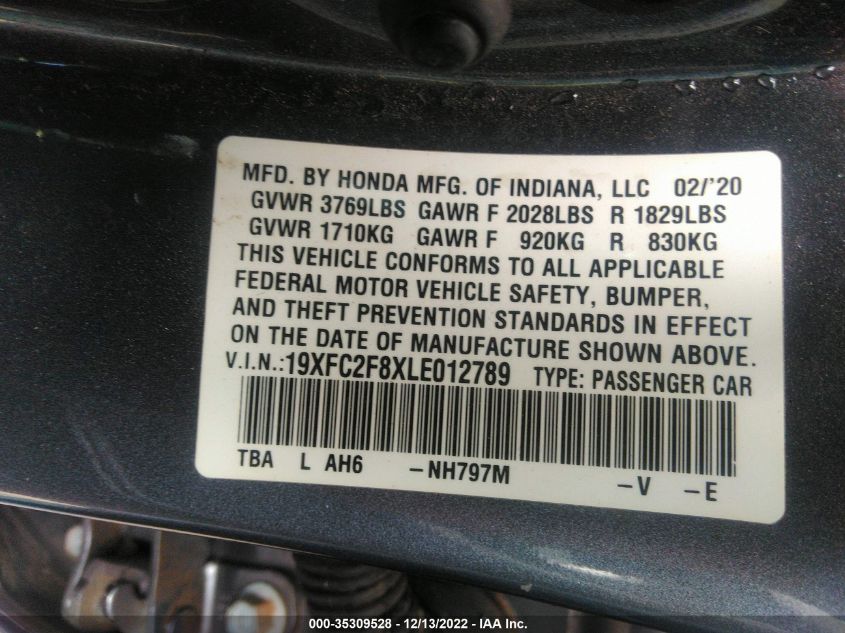 MFD. BY HONDA MFG. OF INDIANA, LLC 02/'20
GVWR 3769LBS GAWR F 2028LBS R 1829LBS
GVWR 1710KG GAWR F 920KG R 830KG
THIS VEHICLE CONFORMS TO ALL APPLICABLE
FEDERAL MOTOR VEHICLE SAFETY, BUMPER,
AND THEFT PREVENTION STANDARDS IN EFFECT
ON THE DATE OF MANUFACTURE SHOWN ABOVE.
V.I.N.:19XFC2F8XLE012789 TYPE: PASSENGER CAR
TBA L AH6 -NH797M -V -E
000-35309528 - 12/13/2022 - IAA Inc.